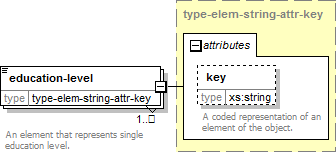 type-elem-string-attr-key
attributes
education-level
type type-elem-string-attr-key
key
type xs:string
1..
An element that represents single
education level.
A coded representation of an
element of the object.